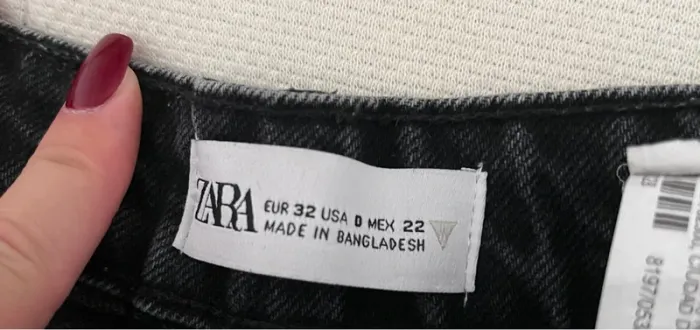 ZARA
EUR 32 USA 0 MEX 22
MADE IN BANGLADESH